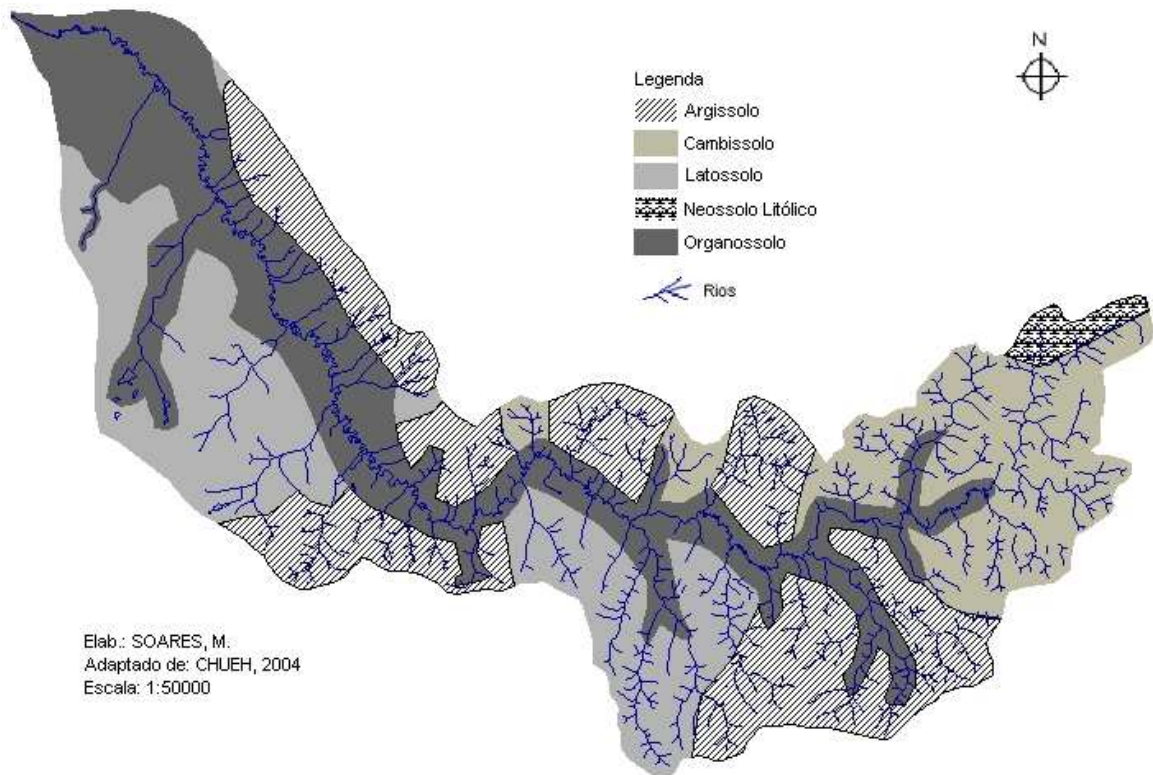 N
Legenda
Argissolo
Cambissolo
Latossolo
Neossolo Litólico
Organossolo
Rios
Elab.: SOARES, M.
Adaptado de: CHUEH, 2004
Escala: 1:50000